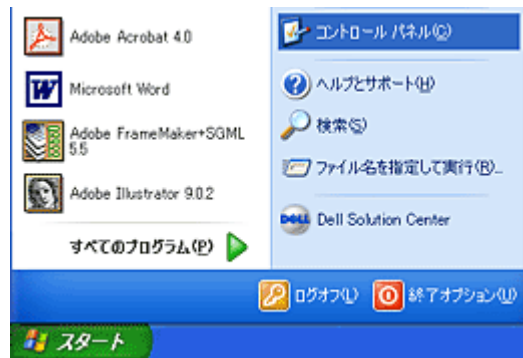 Adobe Acrobat 4.0
Microsoft Word
Adobe FrameMaker+SGML
5.5
Adobe Illustrator 9.0.2
すべてのプログラム(P)
コントロール パネル(C)
ヘルプとサポート(H)
検索(S)
ファイル名を指定して実行(R)...
DELL
Dell Solution Center
ログオフ(L)
終了オプション(U)
スタート